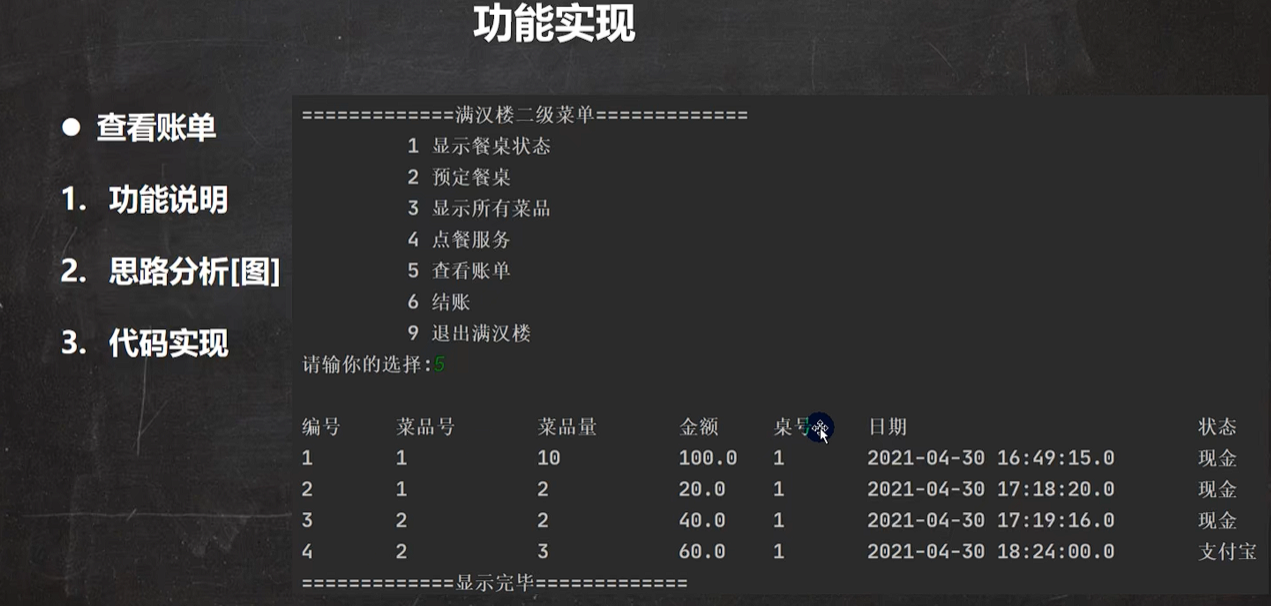 功能实现
● 查看账单
1. 功能说明
2. 思路分析[图]
3. 代码实现
=============满汉楼二级菜单=============
1 显示餐桌状态
2 预定餐桌
3 显示所有菜品
4 点餐服务
5 查看账单
6 结账
9 退出满汉楼
请输你的选择:5
编号 菜品号 菜品量 金额 桌号 日期 状态
1 1 10 100.0 1 2021-04-30 16:49:15.0 现金
2 1 2 20.0 1 2021-04-30 17:18:20.0 现金
3 2 2 40.0 1 2021-04-30 17:19:16.0 现金
4 2 3 60.0 1 2021-04-30 18:24:00.0 支付宝
=============显示完毕=============